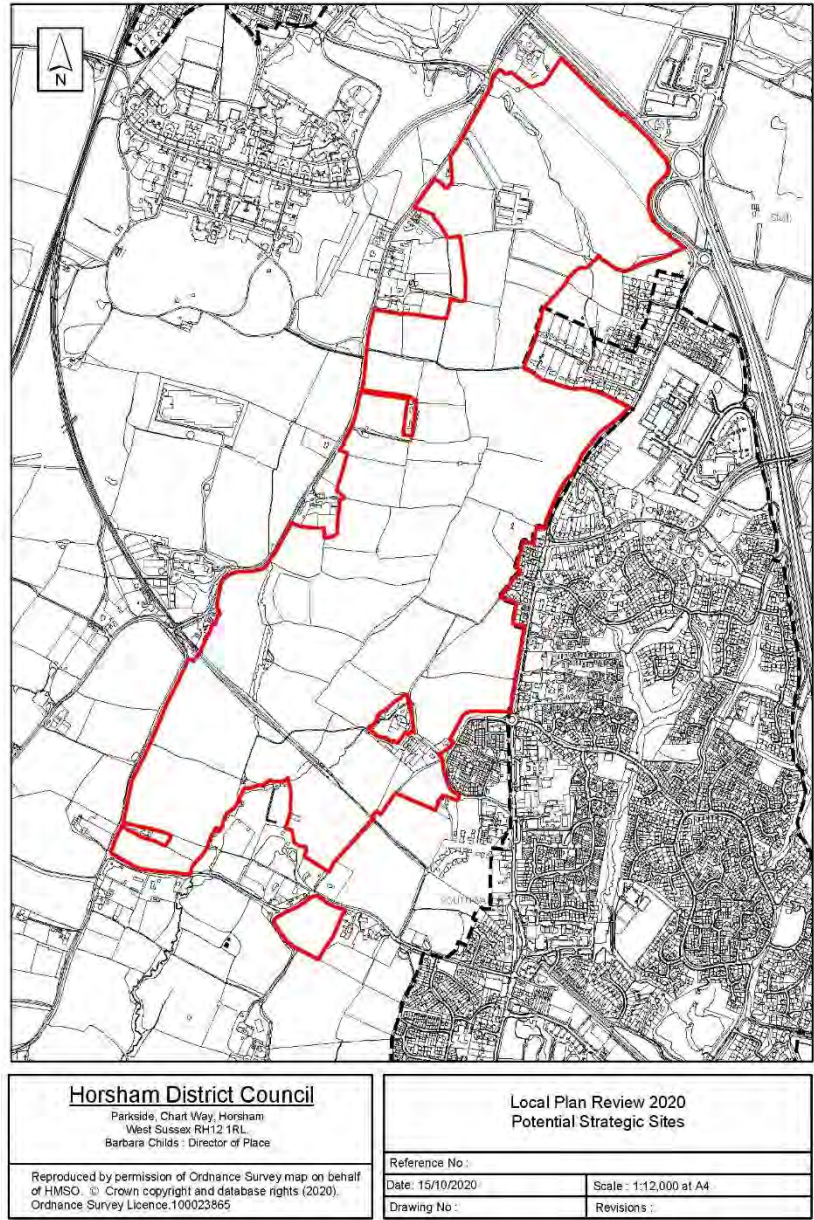 N
Horsham District Council
Parkside, Chart Way, Horsham
West Sussex RH12 1RL
Barbara Childs : Director of Place
Reproduced by permission of Ordnance Survey map on behalf
of HMSO. © Crown copyright and database rights (2020).
Ordnance Survey Licence.100023865
Local Plan Review 2020
Potential Strategic Sites
Reference No :
Date: 15/10/2020
Scale : 1:12,000 at A4
Drawing No :
Revisions :